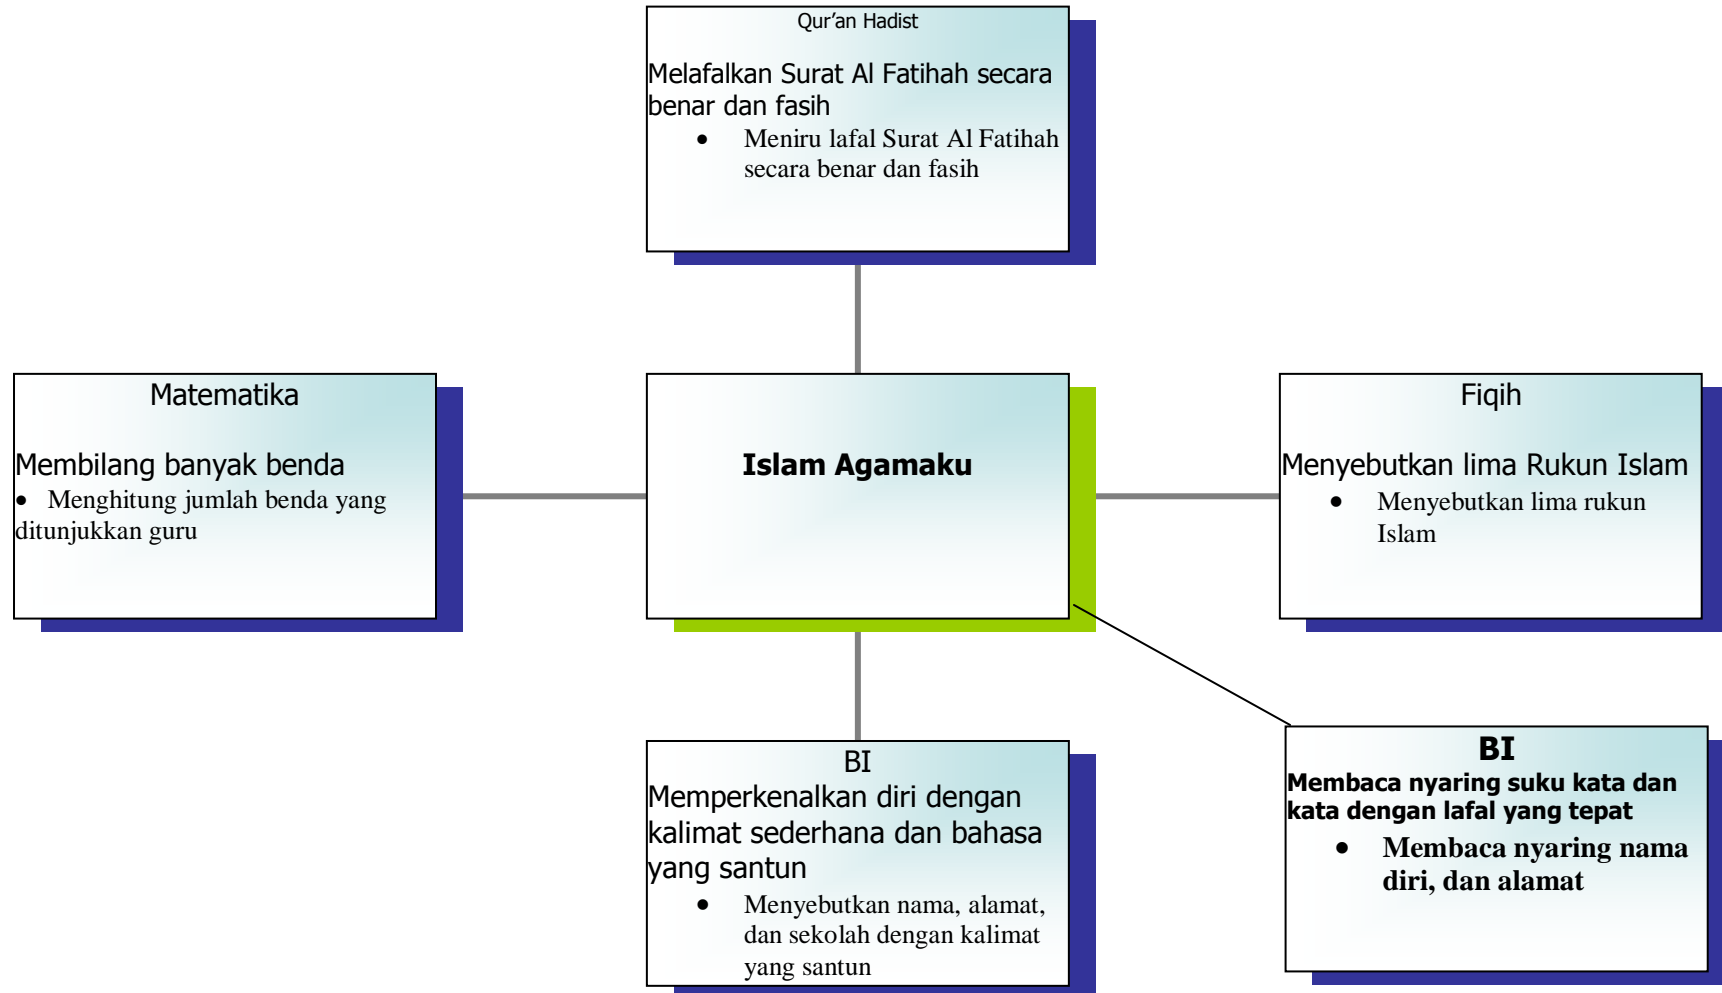 Qur’an Hadist
Melafalkan Surat Al Fatihah secara
benar dan fasih
• Meniru lafal Surat Al Fatihah
secara benar dan fasih
Matematika
Membilang banyak benda
• Menghitung jumlah benda yang
ditunjukkan guru
Islam Agamaku
Fiqih
Menyebutkan lima Rukun Islam
• Menyebutkan lima rukun
Islam
BI
Memperkenalkan diri dengan
kalimat sederhana dan bahasa
yang santun
• Menyebutkan nama, alamat,
dan sekolah dengan kalimat
yang santun
BI
Membaca nyaring suku kata dan
kata dengan lafal yang tepat
• Membaca nyaring nama
diri, dan alamat